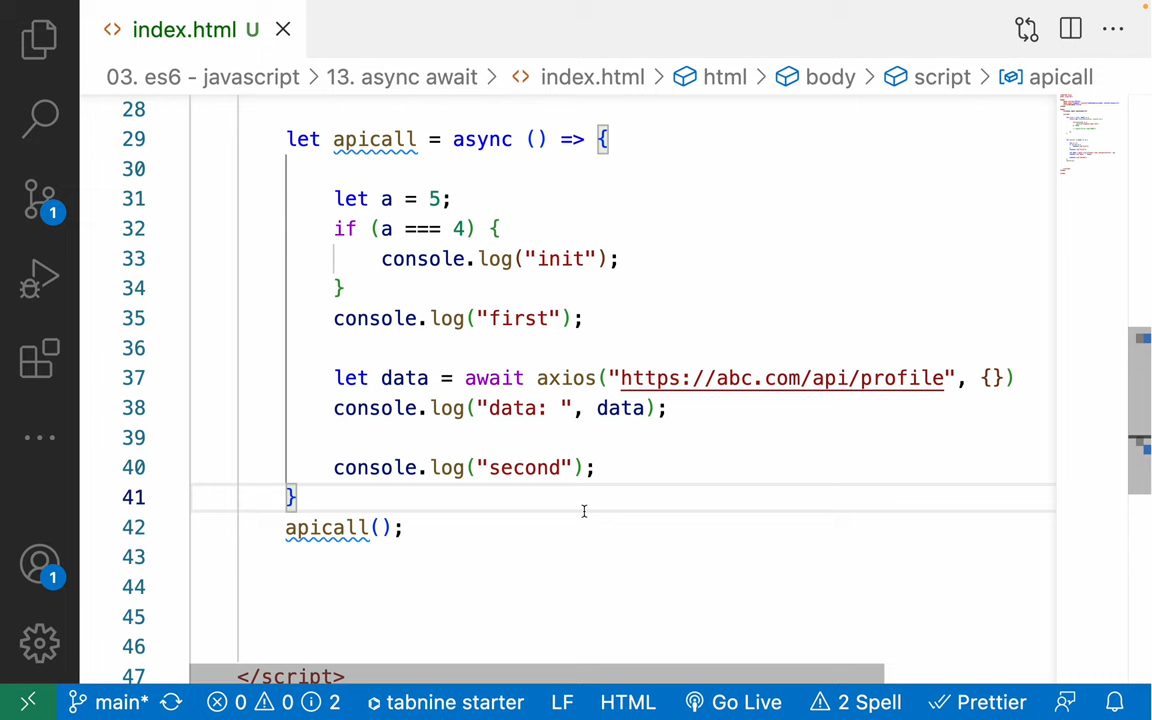 index.html U
03. es6 - javascript > 13. async await > index.html > html > body > script > apicall
28
29 let apicall = async () => {
30
31 let a = 5;
32 if (a === 4) {
33 console.log("init");
34 }
35 console.log("first");
36
37 let data = await axios("https://abc.com/api/profile", {})
38 console.log("data: ", data);
39
40 console.log("second");
41 }
42 apicall();
43
44
45
46
47 </script>
1
1
main* 0 0 2 tabnine starter LF HTML Go Live 2 Spell Prettier